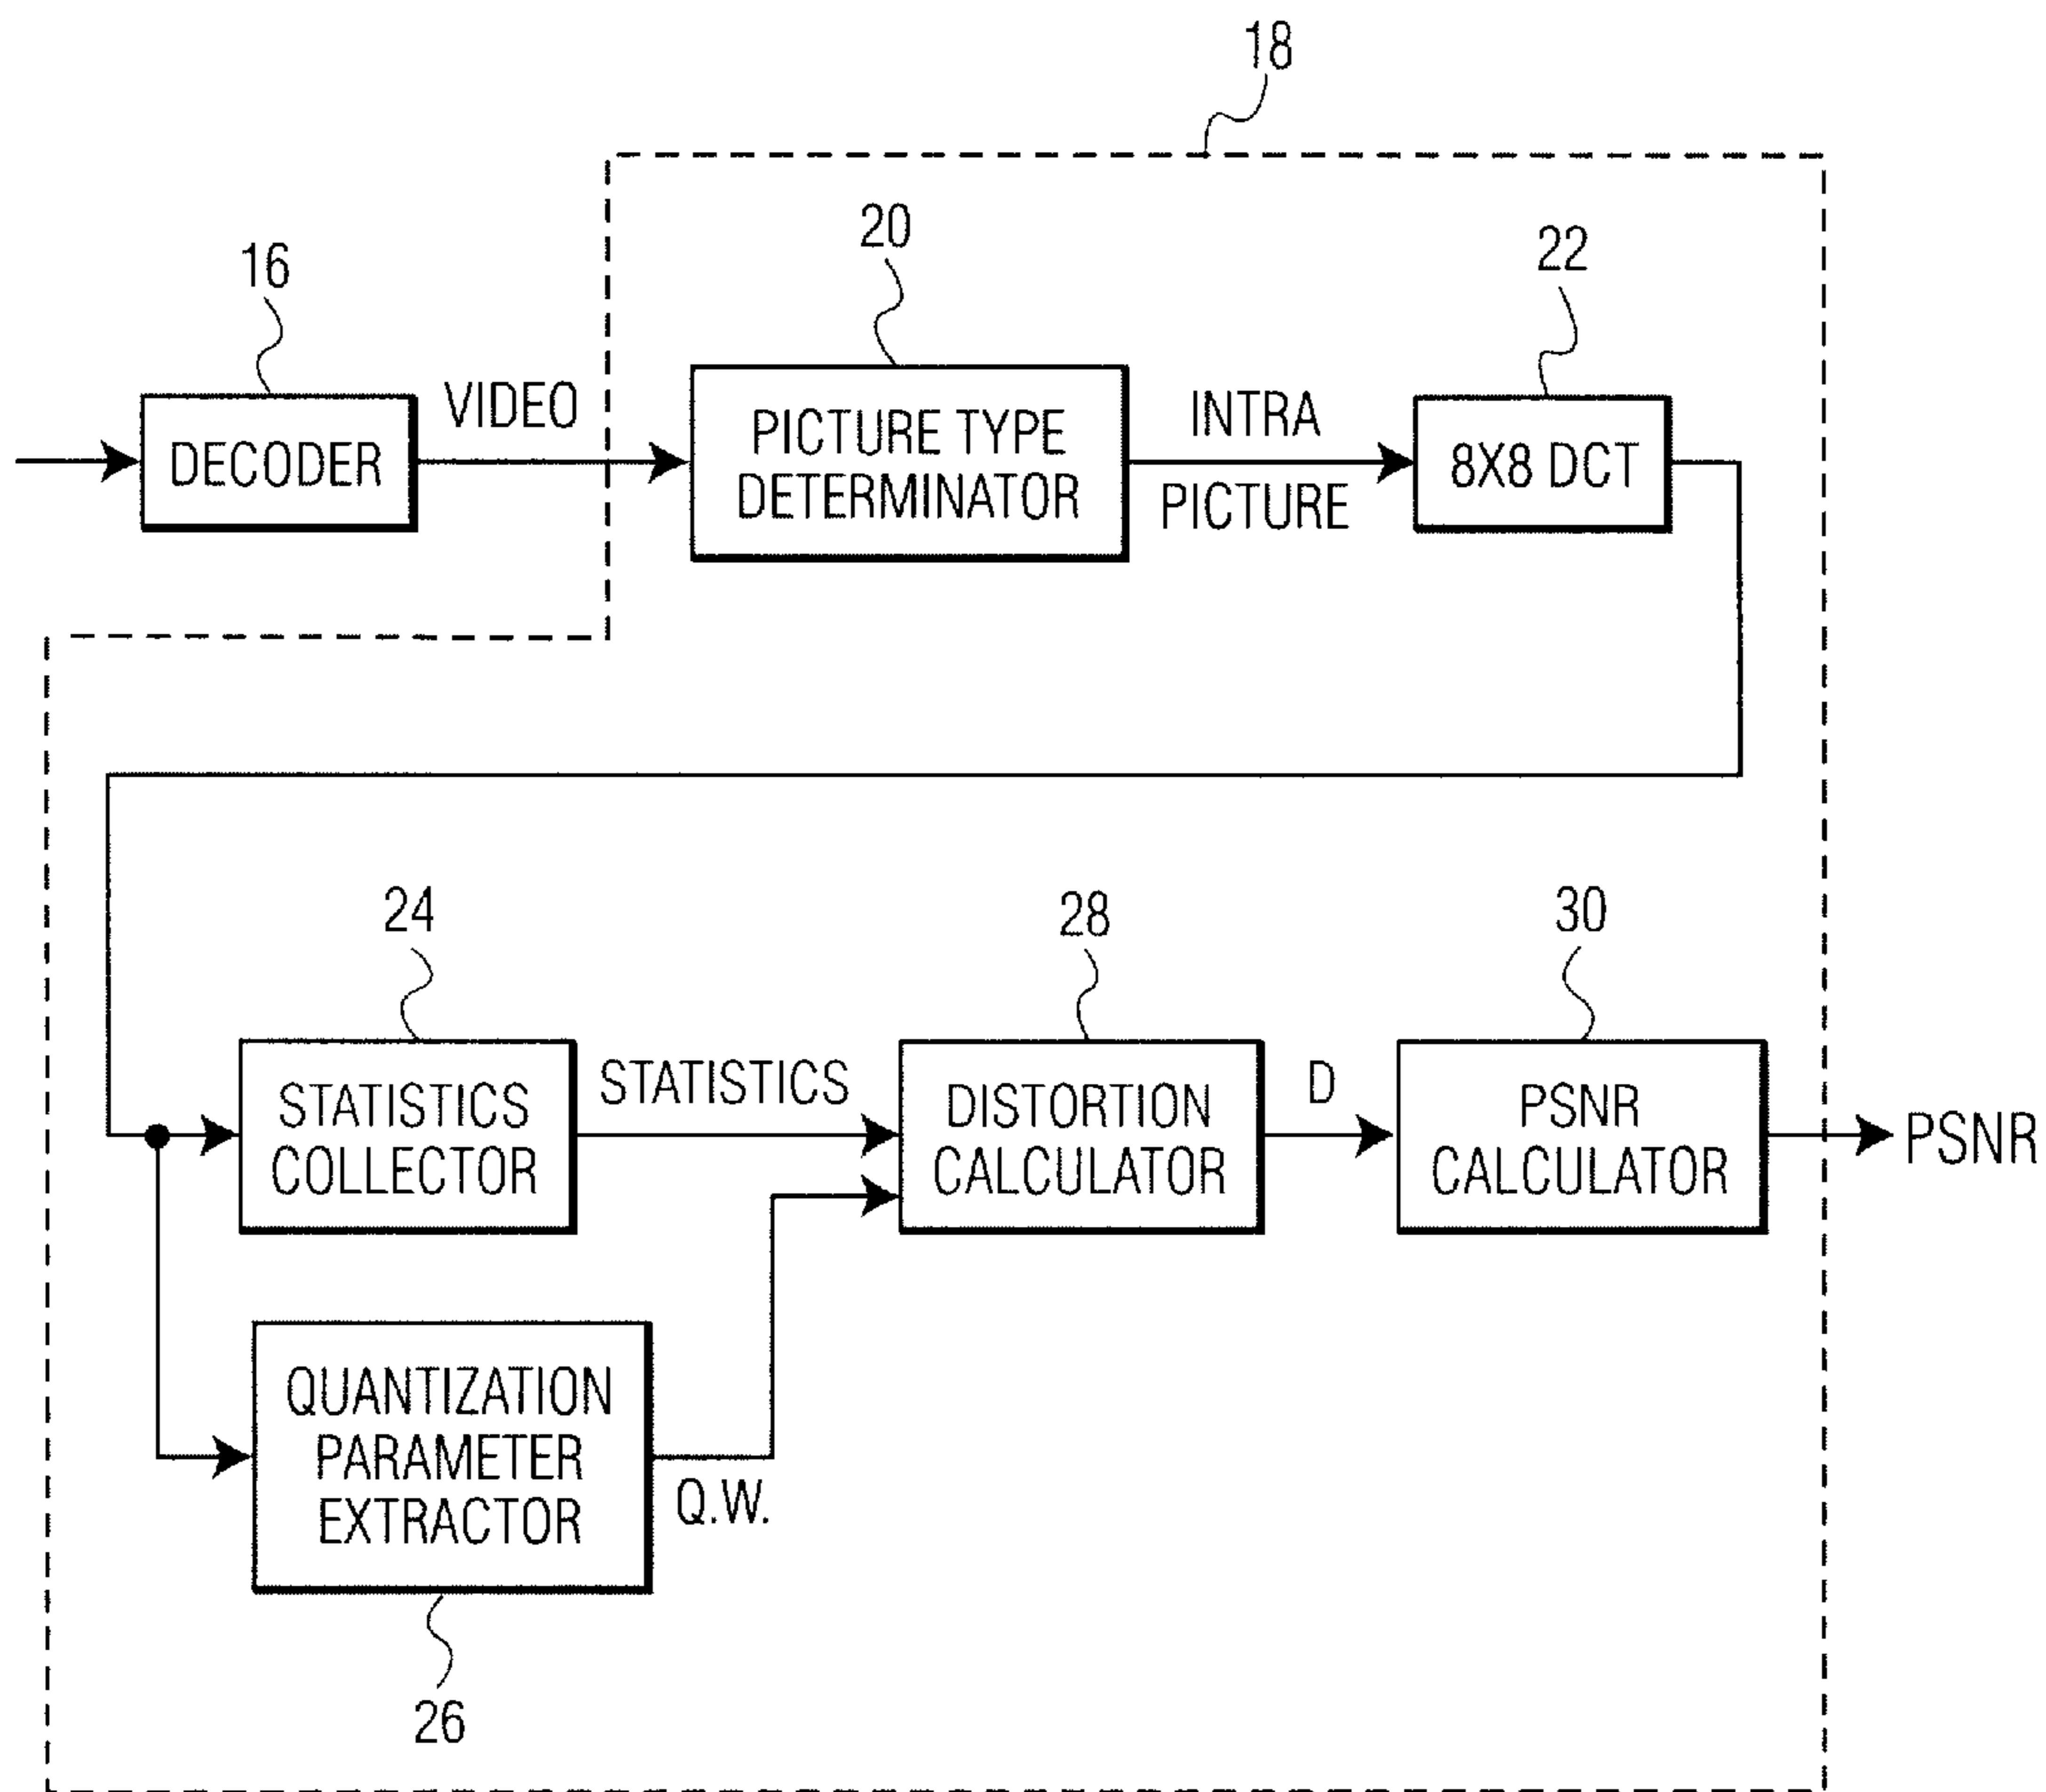 18
20
22
16
VIDEO
DECODER
PICTURE TYPE
DETERMINATOR
INTRA
PICTURE
8X8 DCT
24
28
30
STATISTICS
COLLECTOR
STATISTICS
DISTORTION
CALCULATOR
D
PSNR
CALCULATOR
PSNR
QUANTIZATION
PARAMETER
EXTRACTOR
Q.W.
26